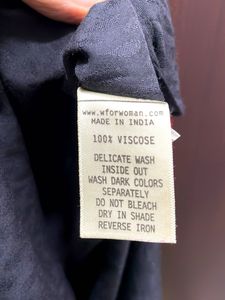 www.wforwoman.com
MADE IN INDIA
100% VISCOSE
DELICATE WASH
INSIDE OUT
WASH DARK COLORS
SEPARATELY
DO NOT BLEACH
DRY IN SHADE
REVERSE IRON